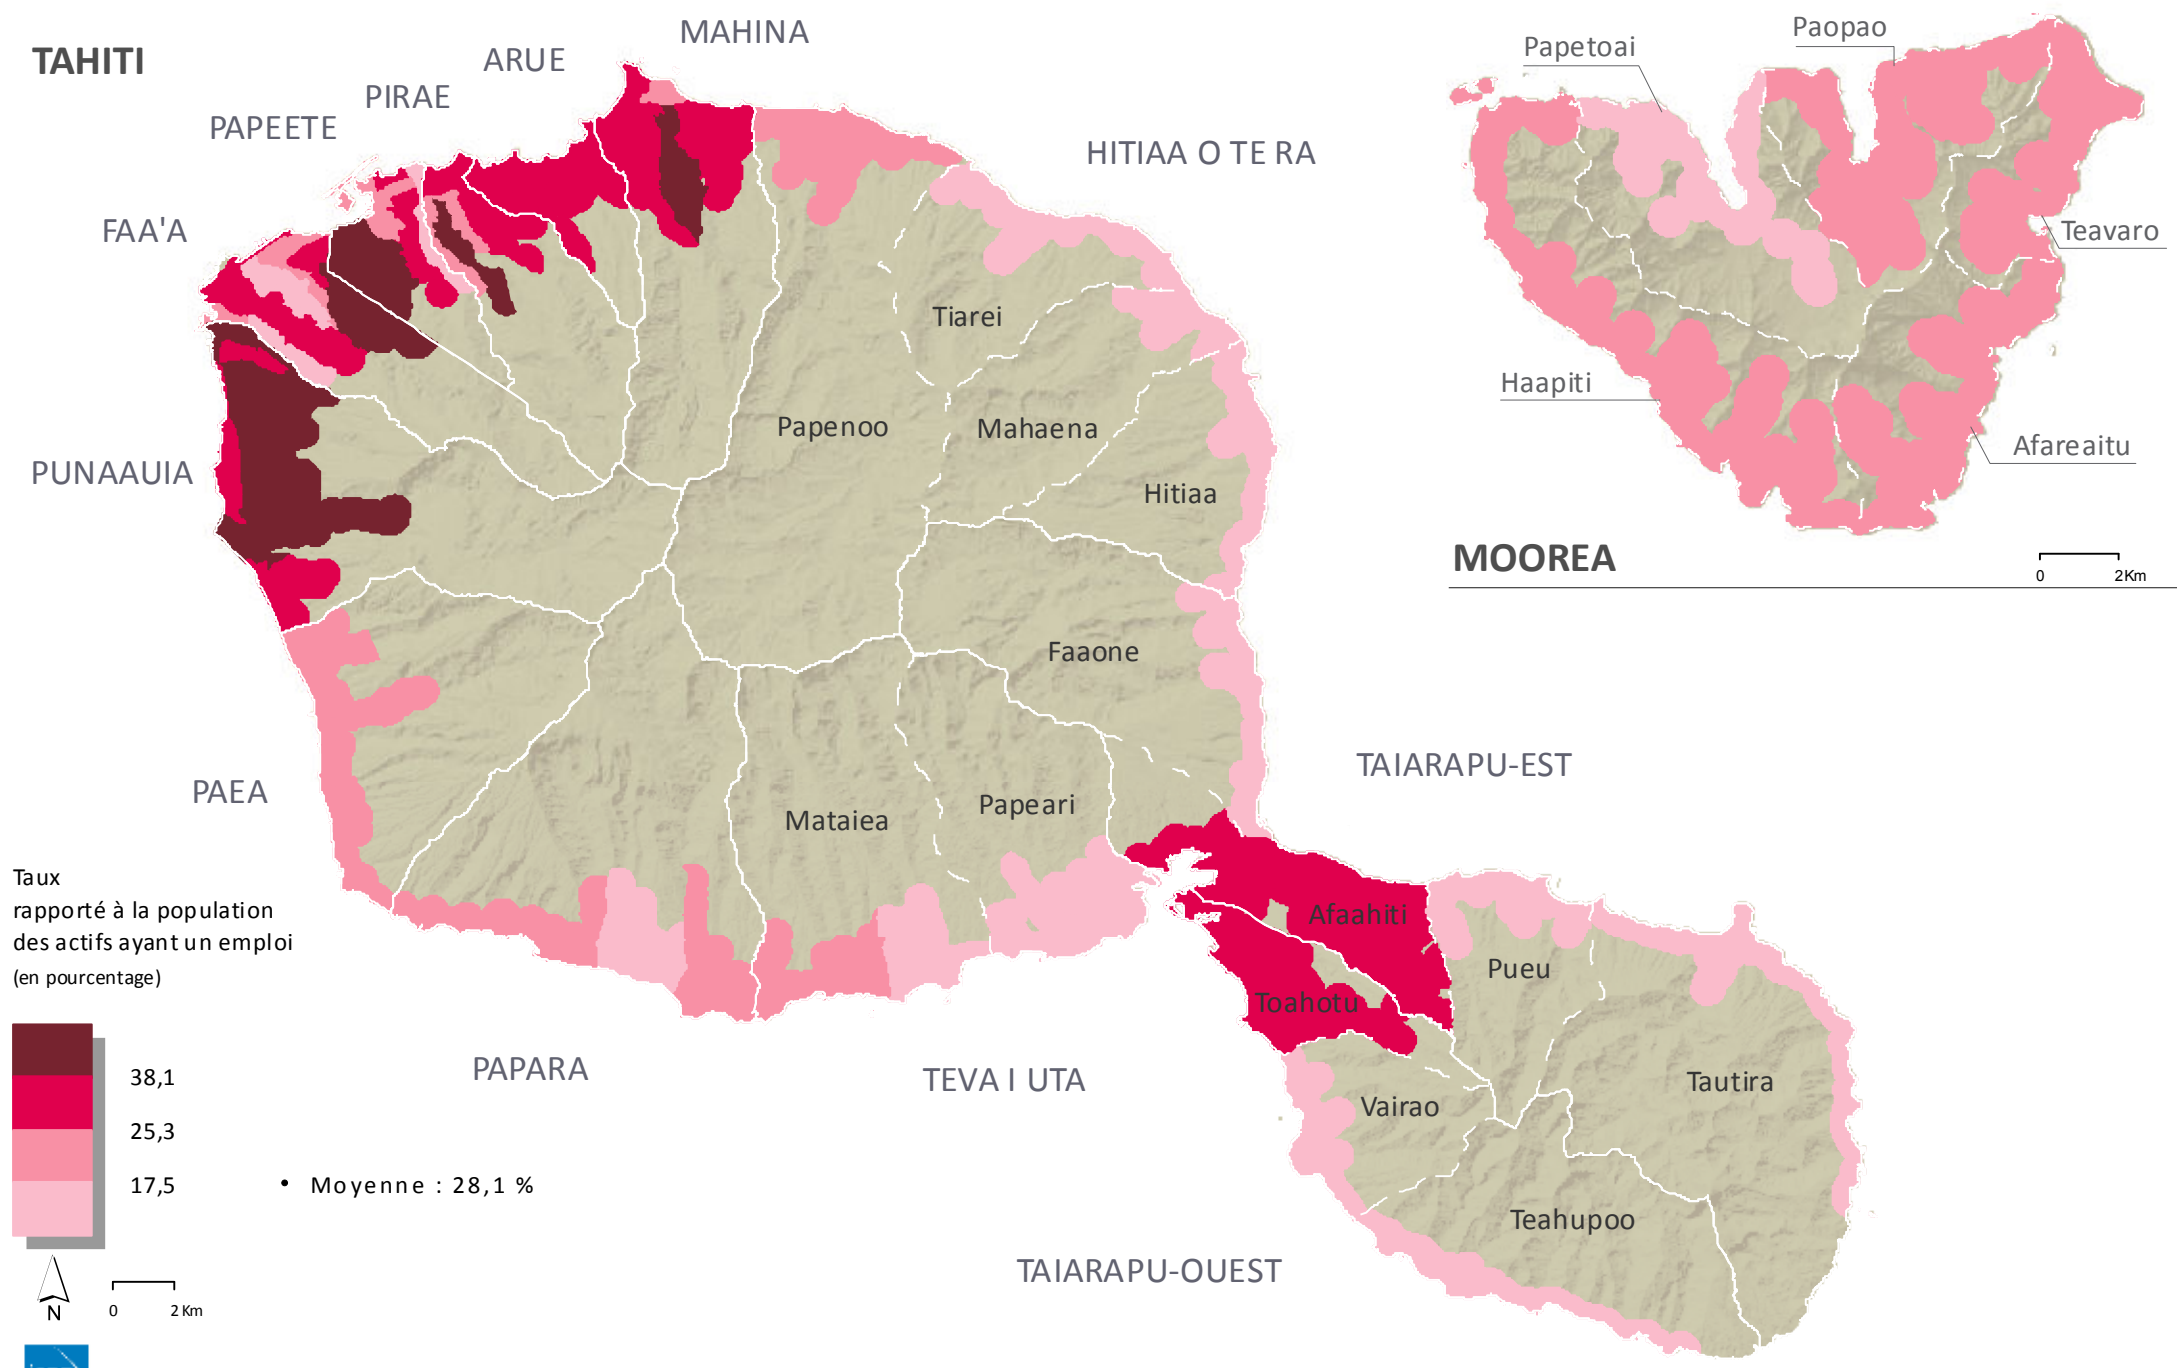 TAHITI
MAHINA
ARUE
PIRAE
PAPEETE
FAA'A
HITIAA O TE RA
Papetoai
Paopao
Teavaro
Haapiti
Afareaitu
MOOREA
0 2Km
Tiarei
Papenoo
Mahaena
Hitiaa
PUNAAUIA
Faaone
TAIARAPU-EST
PAEA
Mataiea
Papeari
Afaahiti
Pueu
Toahotu
Tautira
Vairao
Teahupoo
PAPARA
TEVA I UTA
TAIARAPU-OUEST
Taux
rapporté à la population
des actifs ayant un emploi
(en pourcentage)
38,1
25,3
17,5
• Moyenne : 28,1 %
N
0 2 Km